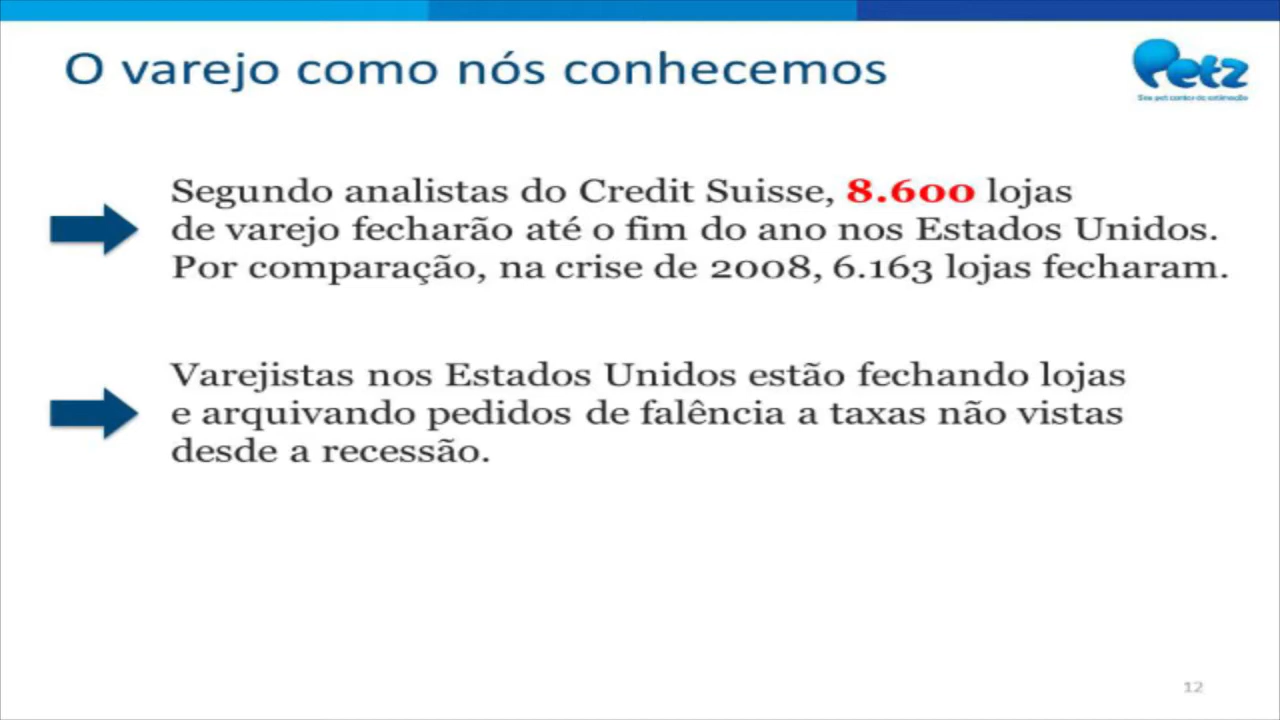 O varejo como nós conhecemos
Petz
Segundo analistas do Credit Suisse, 8.600 lojas
de varejo fecharão até o fim do ano nos Estados Unidos.
Por comparação, na crise de 2008, 6.163 lojas fecharam.
Varejistas nos Estados Unidos estão fechando lojas
e arquivando pedidos de falência a taxas não vistas
desde a recessão.
12